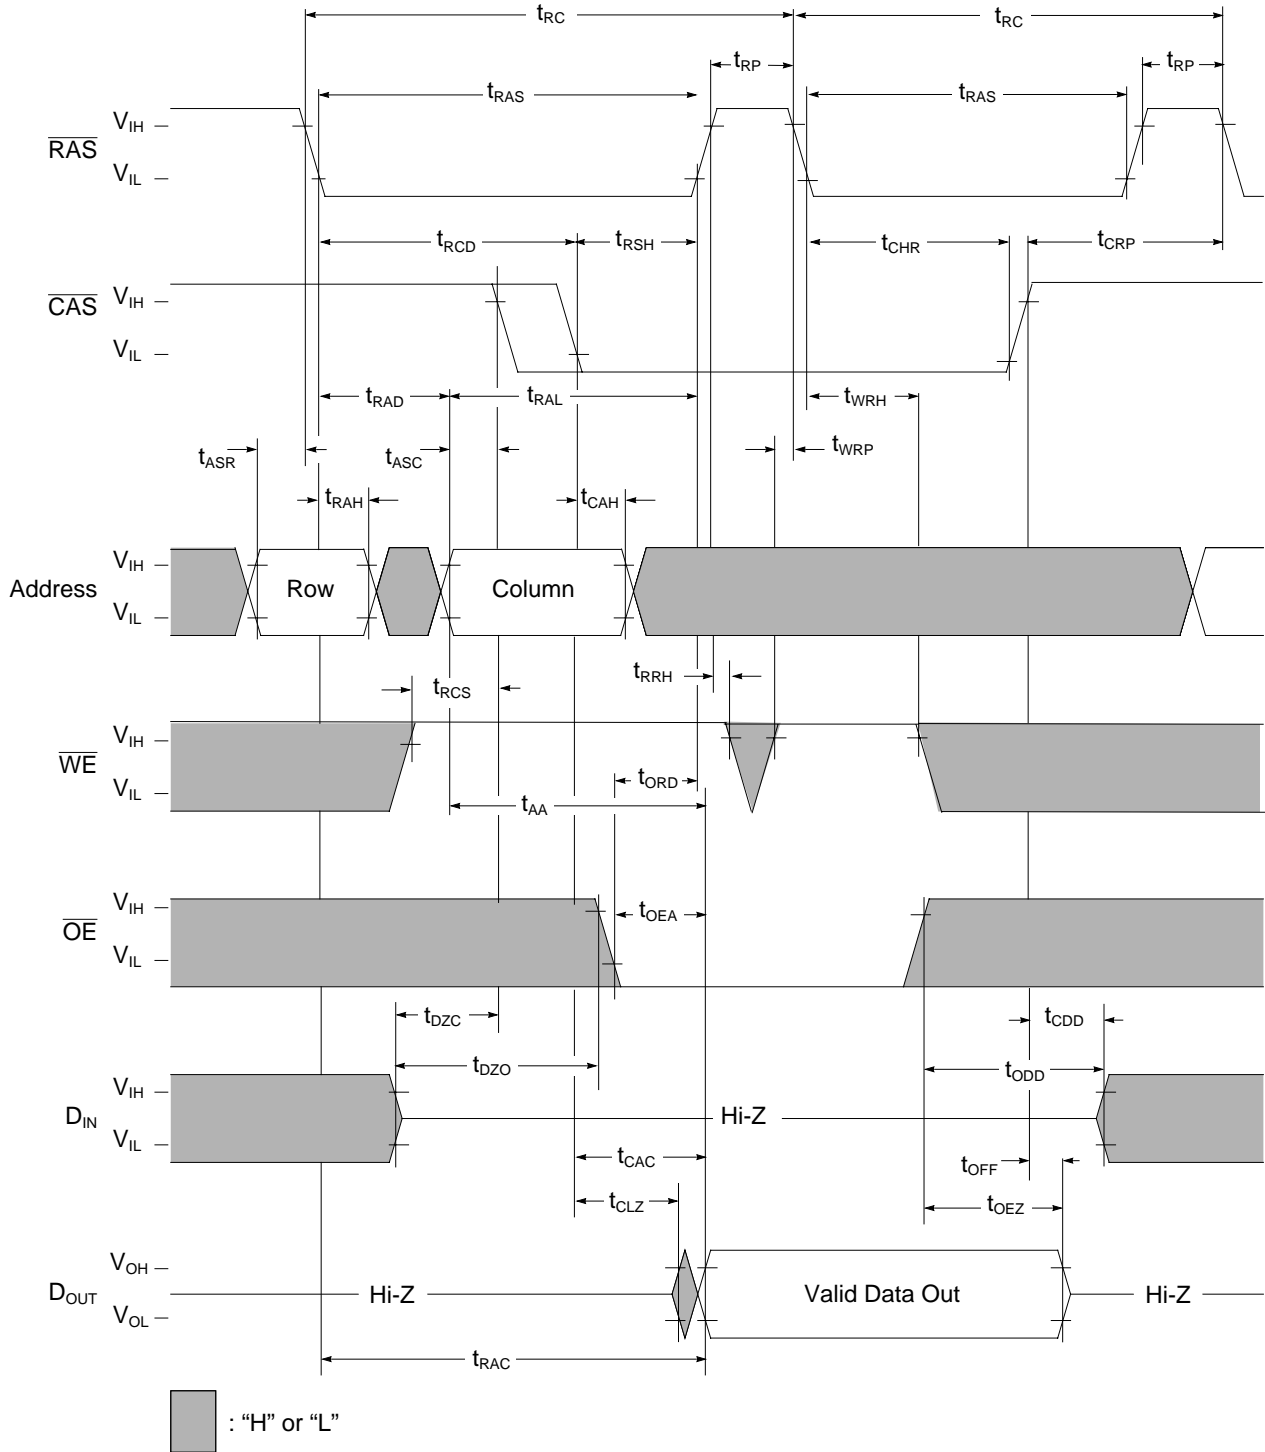 tRC tRC
tRP tRP
tRAS tRAS
RAS VIH
VIL
tRCD tRSH tCHR tCRP
CAS VIH
VIL
tRAD tRAL tWRH
tASR tASC tWRP
tRAH tCAH
Address VIH
VIL
Row Column
tRRH
tRCS
WE VIH
VIL
tORD
tAA
OE VIH
VIL
tOEA
tDZC tCDD
tDZO tODD
DIN VIH
VIL
Hi-Z
tCAC tOFF
tCLZ tOEZ
DOUT VOH
VOL
Hi-Z Valid Data Out Hi-Z
tRAC
: “H” or “L”